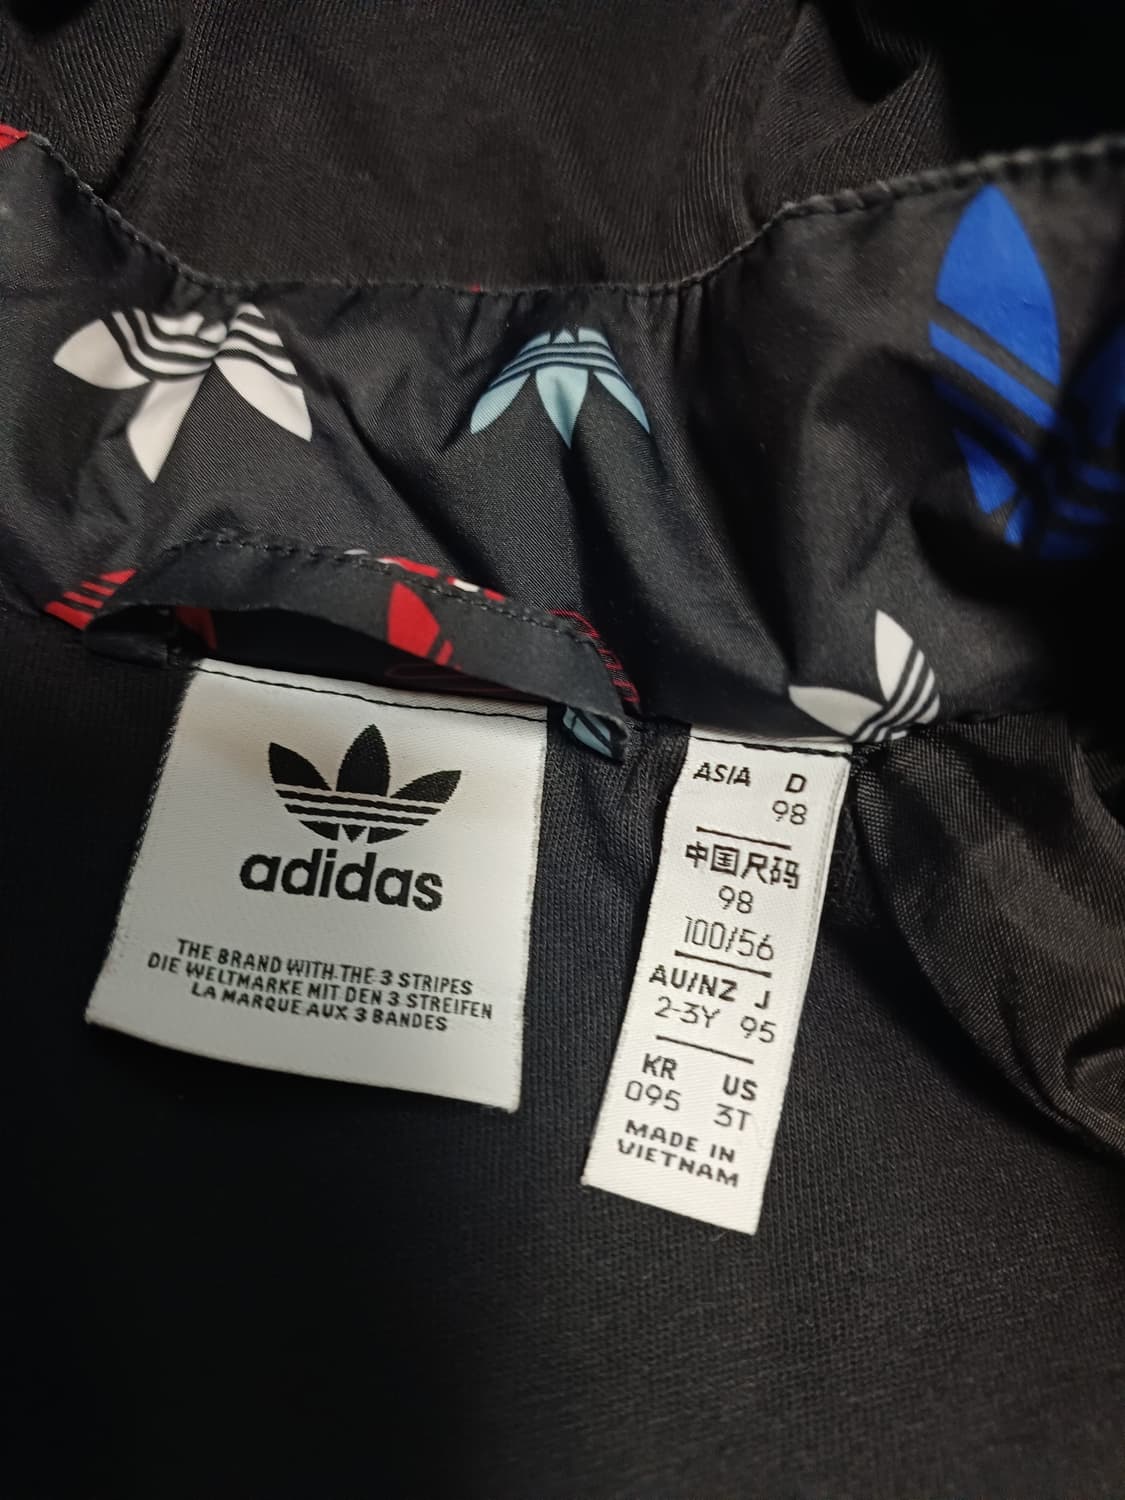 adidas
THE BRAND WITH THE 3 STRIPES
DIE WELTMARKE MIT DEN 3 STREIFEN
LA MARQUE AUX 3 BANDES
ASIA D
98
中国尺码
98
100/56
AU/NZ J
2-3Y 95
KR US
095 3T
MADE IN
VIETNAM